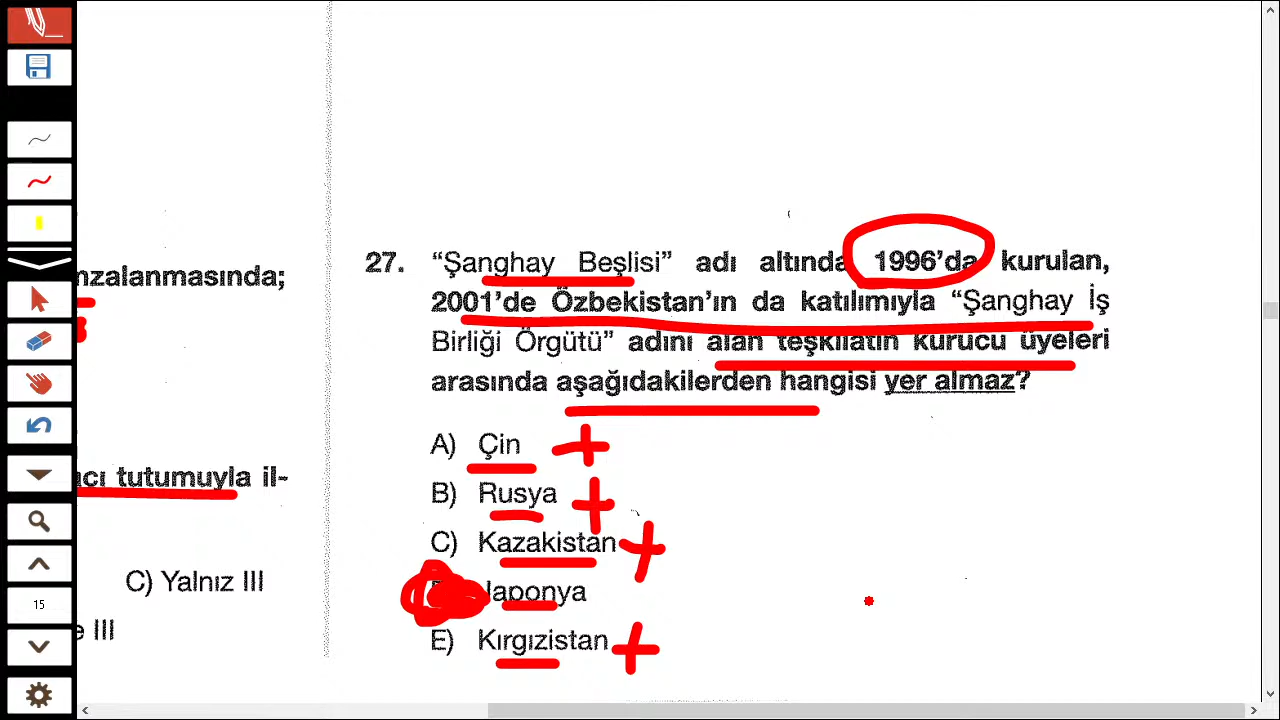 mzalanmasında;
acı tutumuyla il-
C) Yalnız III
e III
27. “Şanghay Beşlisi” adı altında 1996’da kurulan,
2001’de Özbekistan’ın da katılımıyla “Şanghay İş
Birliği Örgütü” adını alan teşkilatın kurucu üyeleri
arasında aşağıdakilerden hangisi yer almaz?
A) Çin
B) Rusya
C) Kazakistan
Japonya
E) Kırgızistan
15